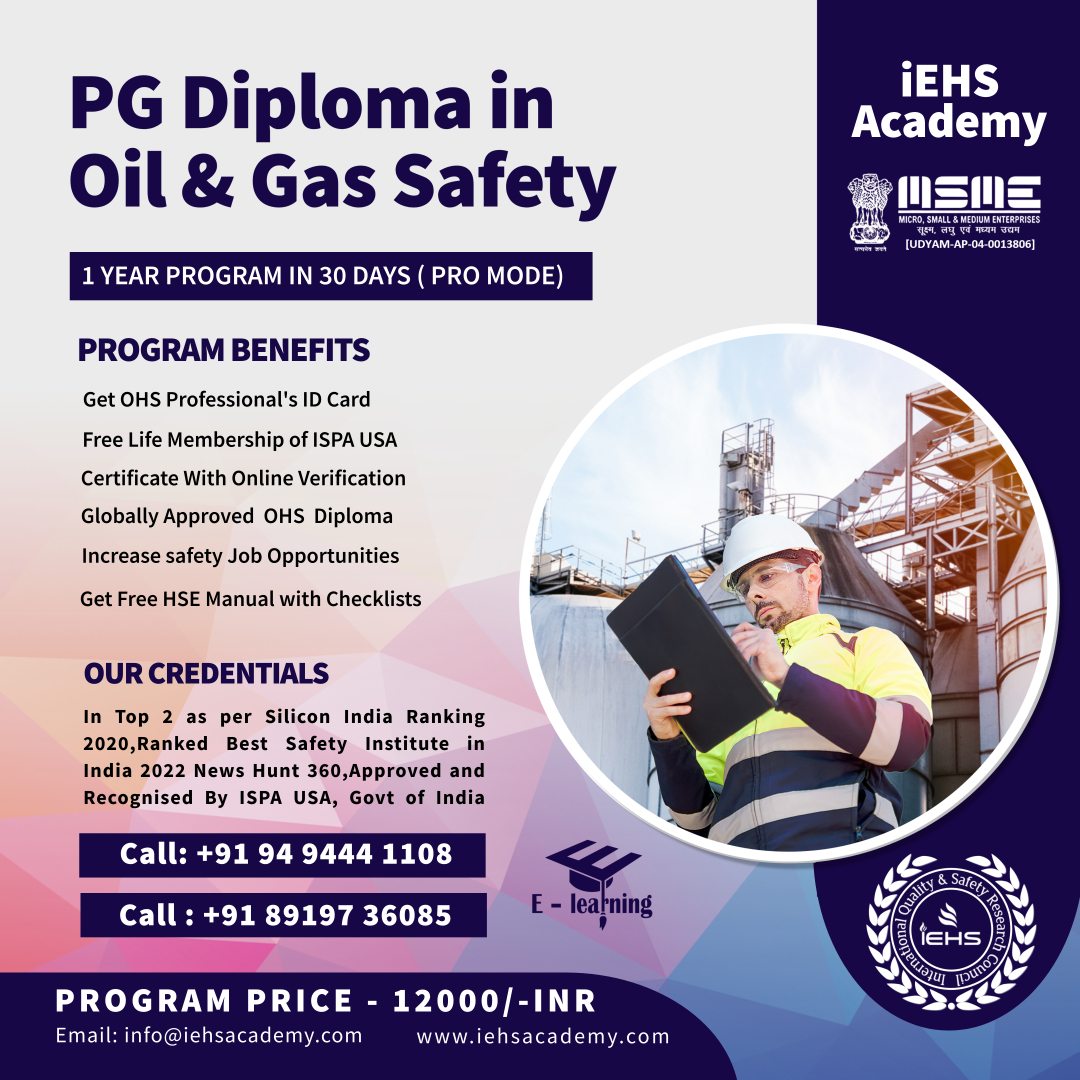 PG Diploma in
Oil & Gas Safety
1 YEAR PROGRAM IN 30 DAYS ( PRO MODE)
iEHS
Academy
MSME
MICRO, SMALL & MEDIUM ENTERPRISES
सूक्ष्म, लघु एवं मध्यम उद्यम
[UDYAM-AP-04-0013806]
सत्यमेव जयते
PROGRAM BENEFITS
Get OHS Professional's ID Card
Free Life Membership of ISPA USA
Certificate With Online Verification
Globally Approved OHS Diploma
Increase safety Job Opportunities
Get Free HSE Manual with Checklists
OUR CREDENTIALS
In Top 2 as per Silicon India Ranking
2020,Ranked Best Safety Institute in
India 2022 News Hunt 360,Approved and
Recognised By ISPA USA, Govt of India
Call: +91 94 9444 1108
Call : +91 89197 36085
E - learning
International Quality & Safety Research Council
iEHS
PROGRAM PRICE - 12000/-INR
Email: info@iehsacademy.com
www.iehsacademy.com